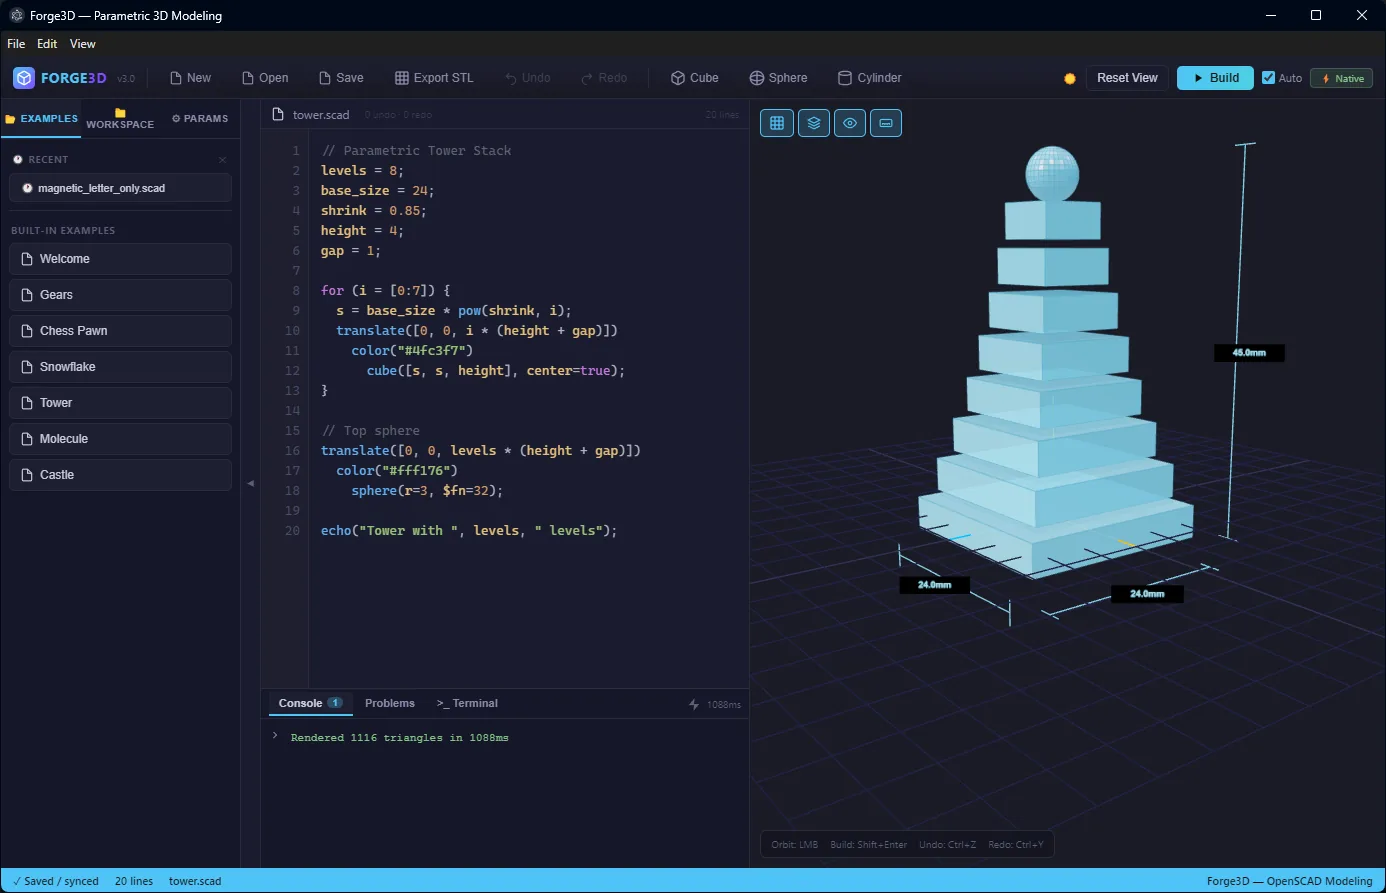 Forge3D — Parametric 3D Modeling
File Edit View
FORGE3D v3.0 New Open Save Export STL Undo Redo Cube Sphere Cylinder Reset View Build Auto Native
EXAMPLES WORKSPACE PARAMS
RECENT
magnetic_letter_only.scad
BUILT-IN EXAMPLES
Welcome
Gears
Chess Pawn
Snowflake
Tower
Molecule
Castle
tower.scad 0 undo · 0 redo 20 lines
1 // Parametric Tower Stack
2 levels = 8;
3 base_size = 24;
4 shrink = 0.85;
5 height = 4;
6 gap = 1;
7
8 for (i = [0:7]) {
9 s = base_size * pow(shrink, i);
10 translate([0, 0, i * (height + gap)])
11 color("#4fc3f7")
12 cube([s, s, height], center=true);
13 }
14
15 // Top sphere
16 translate([0, 0, levels * (height + gap)])
17 color("#fff176")
18 sphere(r=3, $fn=32);
19
20 echo("Tower with ", levels, " levels");
Console 1 Problems >_ Terminal 1088ms
> Rendered 1116 triangles in 1088ms
45.0mm
24.0mm
24.0mm
Orbit: LMB Build: Shift+Enter Undo: Ctrl+Z Redo: Ctrl+Y
✓ Saved / synced 20 lines tower.scad Forge3D — OpenSCAD Modeling